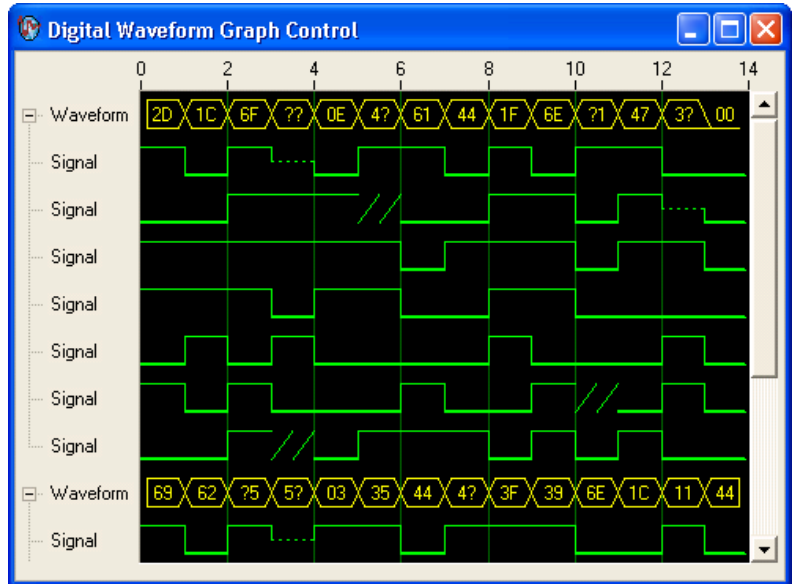 Digital Waveform Graph Control
0 2 4 6 8 10 12 14
Waveform 2D 1C 6F ?? 0E 4? 61 44 1F 6E ?1 47 3? 00
Signal
Signal
Signal
Signal
Signal
Signal
Signal
Waveform 69 62 ?5 5? 03 35 44 4? 3F 39 6E 1C 11 44
Signal